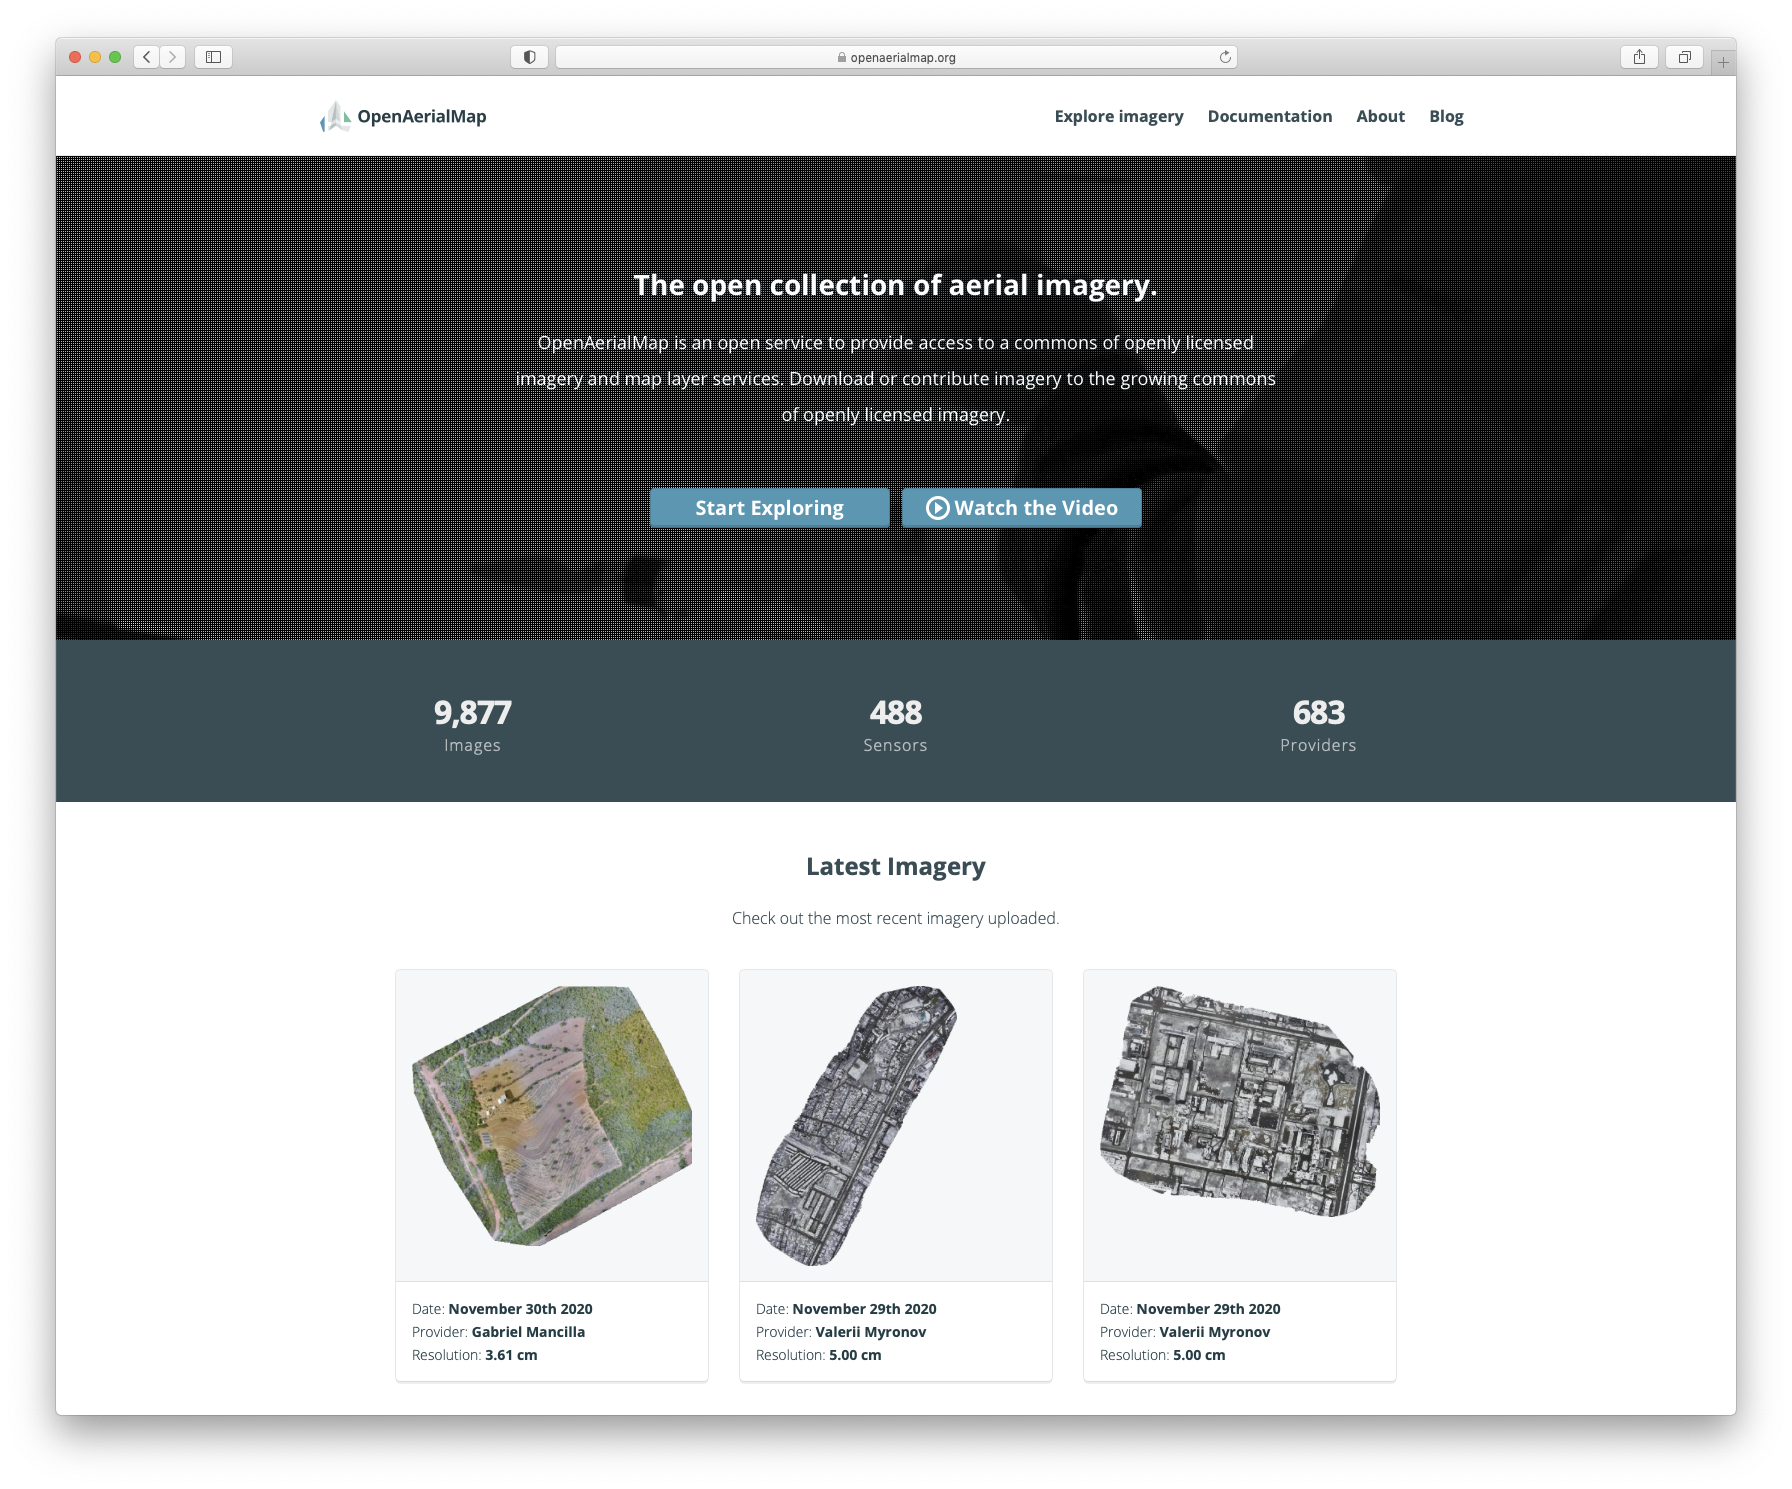 openaerialmap.org
OpenAerialMap
Explore imagery Documentation About Blog
The open collection of aerial imagery.
OpenAerialMap is an open service to provide access to a commons of openly licensed
imagery and map layer services. Download or contribute imagery to the growing commons
of openly licensed imagery.
Start Exploring Watch the Video
9,877 488 683
Images Sensors Providers
Latest Imagery
Check out the most recent imagery uploaded.
Date: November 30th 2020
Provider: Gabriel Mancilla
Resolution: 3.61 cm
Date: November 29th 2020
Provider: Valerii Myronov
Resolution: 5.00 cm
Date: November 29th 2020
Provider: Valerii Myronov
Resolution: 5.00 cm